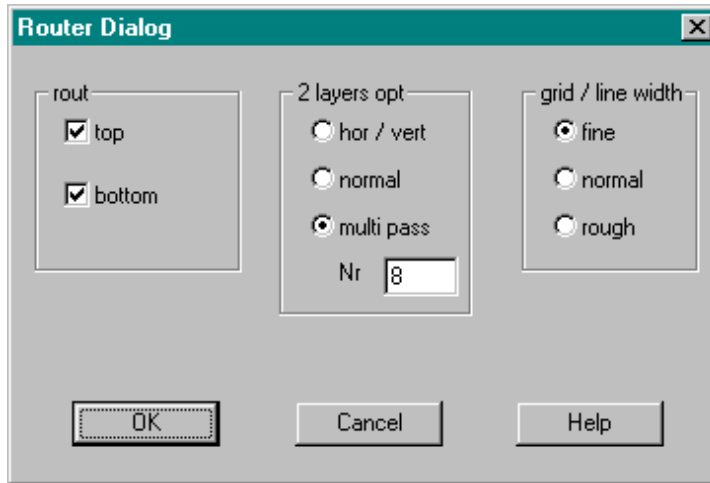 Router Dialog
rout
top
bottom
2 layers opt
hor / vert
normal
multi pass
Nr 8
grid / line width
fine
normal
rough
OK
Cancel
Help